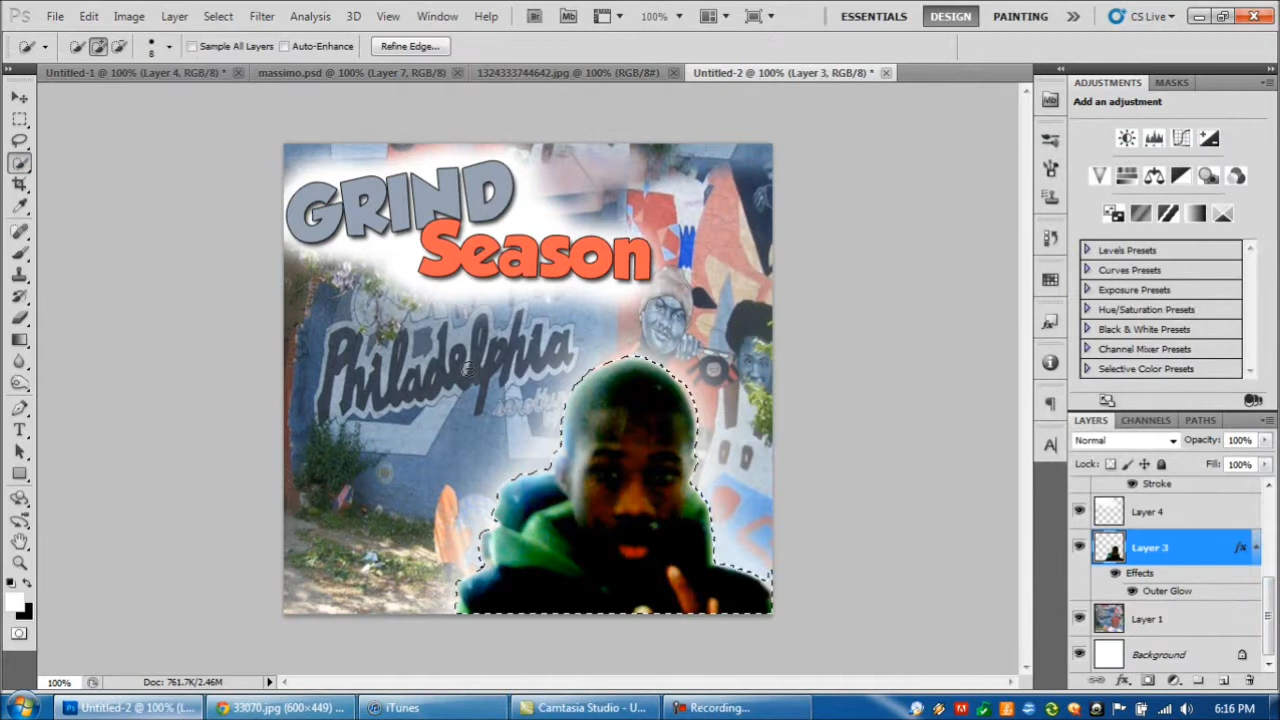 Ps File Edit Image Layer Select Filter Analysis 3D View Window Help Br Mb 100% ESSENTIALS DESIGN PAINTING CS Live
8 Sample All Layers Auto-Enhance Refine Edge...
Untitled-1 @ 100% (Layer 4, RGB/8) * massimo.psd @ 100% (Layer 7, RGB/8) 1324333744642.jpg @ 100% (RGB/8#) Untitled-2 @ 100% (Layer 3, RGB/8) *
ADJUSTMENTS MASKS
Add an adjustment
GRIND
Season
Philadelphia
Levels Presets
Curves Presets
Exposure Presets
Hue/Saturation Presets
Black & White Presets
Channel Mixer Presets
Selective Color Presets
LAYERS CHANNELS PATHS
Normal Opacity: 100%
Lock: Fill: 100%
Stroke
Layer 4
Layer 3 fx
Effects
Outer Glow
Layer 1
Background
100% Doc: 761.7K/2.46M
Untitled-2 @ 100% (L... 33070.jpg (600×449) ... iTunes Camtasia Studio - U... Recording... 6:16 PM